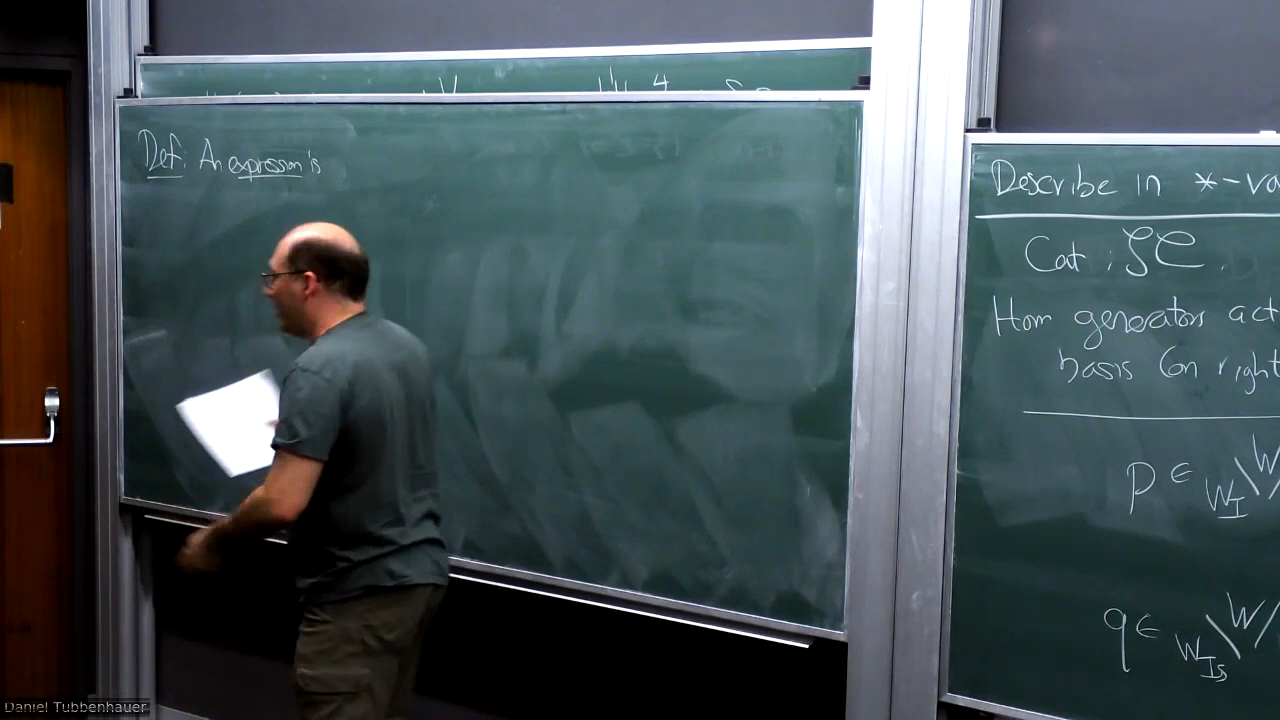 Def: An expression is
Describe in *-va
Cat : SC.
Hom generators act
basis (on right
p ∈ W_I\W/
q ∈ W_Is\W/
Daniel Tubbenhauer